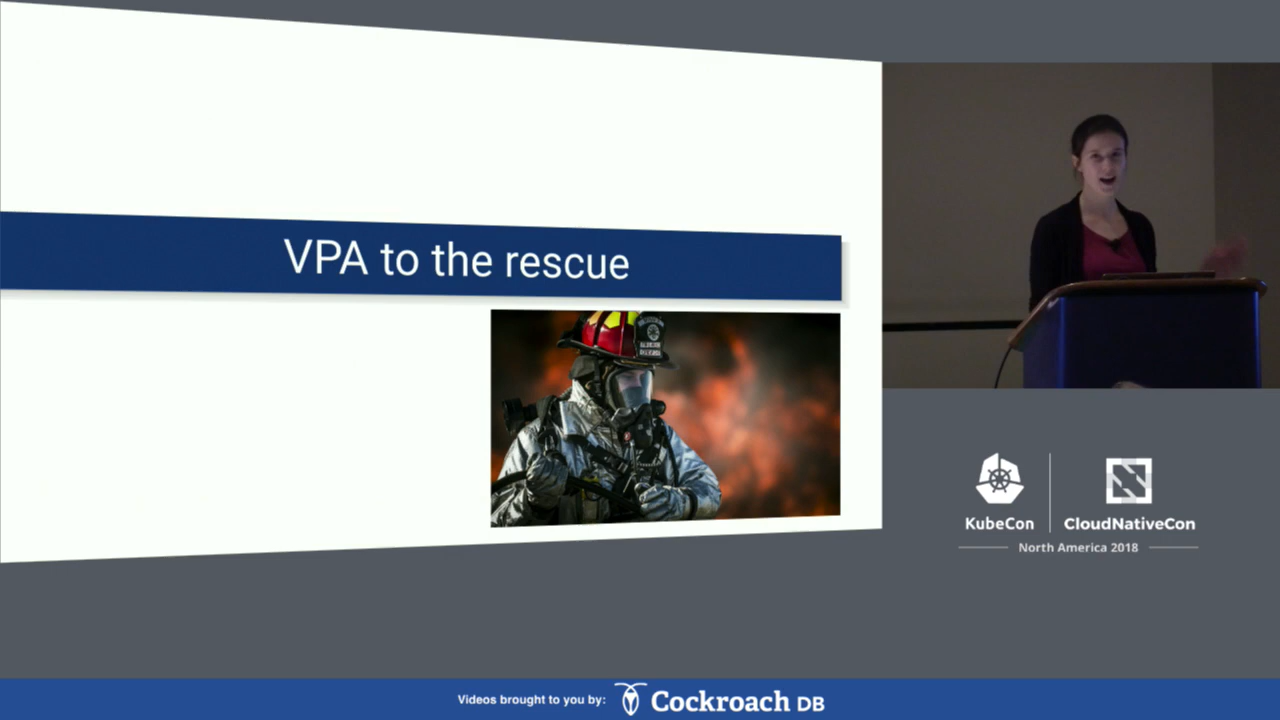 VPA to the rescue
KubeCon
CloudNativeCon
North America 2018
Videos brought to you by:
Cockroach DB